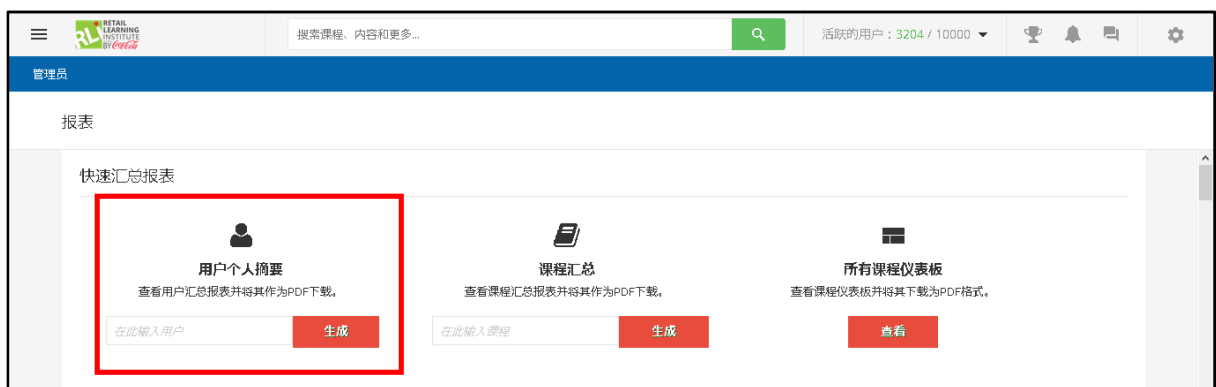 RETAIL
LEARNING
INSTITUTE
BY Coca-Cola
搜索课程、内容和更多...
活跃的用户：3204 / 10000
管理员
报表
快速汇总报表
用户个人摘要
查看用户汇总报表并将其作为PDF下载。
在此输入用户 生成
课程汇总
查看课程汇总报表并将其作为PDF下载。
在此输入课程 生成
所有课程仪表板
查看课程仪表板并将其下载为PDF格式。
查看